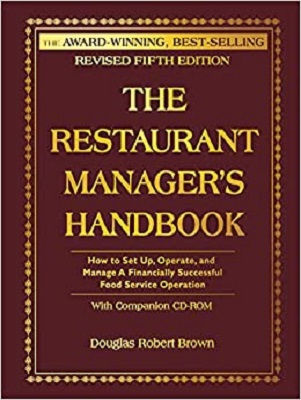 THE AWARD-WINNING, BEST-SELLING
REVISED FIFTH EDITION
THE
RESTAURANT
MANAGER'S
HANDBOOK
How to Set Up, Operate, and
Manage A Financially Successful
Food Service Operation
With Companion CD-ROM
Douglas Robert Brown